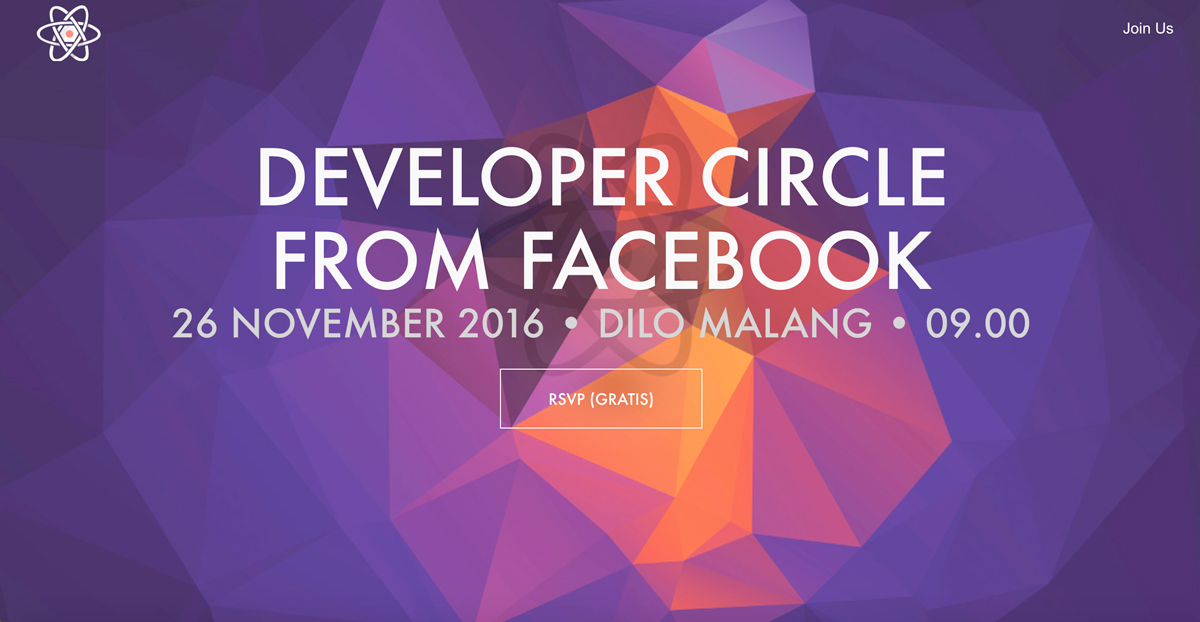 Join Us
DEVELOPER CIRCLE
FROM FACEBOOK
26 NOVEMBER 2016 • DILO MALANG • 09.00
RSVP (GRATIS)